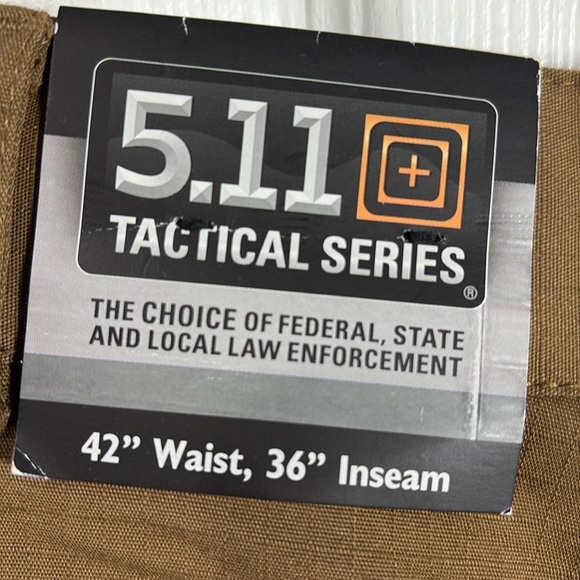 5.11
TACTICAL SERIES®
THE CHOICE OF FEDERAL, STATE
AND LOCAL LAW ENFORCEMENT
42” Waist, 36” Inseam